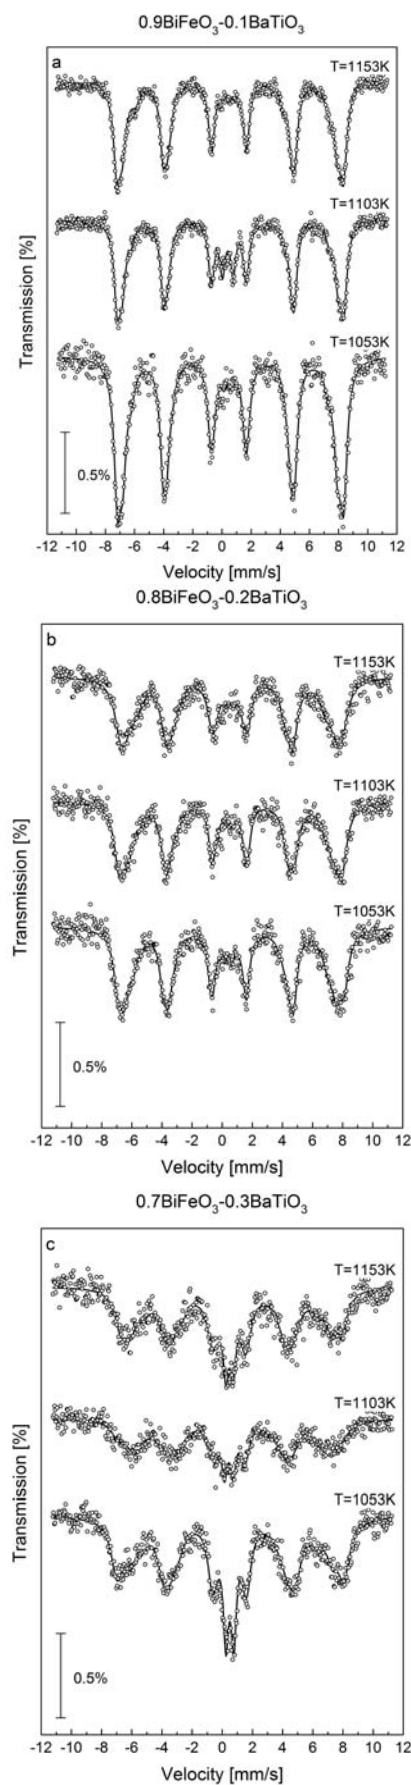 0.9BiFeO₃-0.1BaTiO₃
a
T=1153K
T=1103K
T=1053K
0.5%
Transmission [%]
-12 -10 -8 -6 -4 -2 0 2 4 6 8 10 12
Velocity [mm/s]
0.8BiFeO₃-0.2BaTiO₃
b
T=1153K
T=1103K
T=1053K
0.5%
Transmission [%]
-12 -10 -8 -6 -4 -2 0 2 4 6 8 10 12
Velocity [mm/s]
0.7BiFeO₃-0.3BaTiO₃
c
T=1153K
T=1103K
T=1053K
0.5%
Transmission [%]
-12 -10 -8 -6 -4 -2 0 2 4 6 8 10 12
Velocity [mm/s]